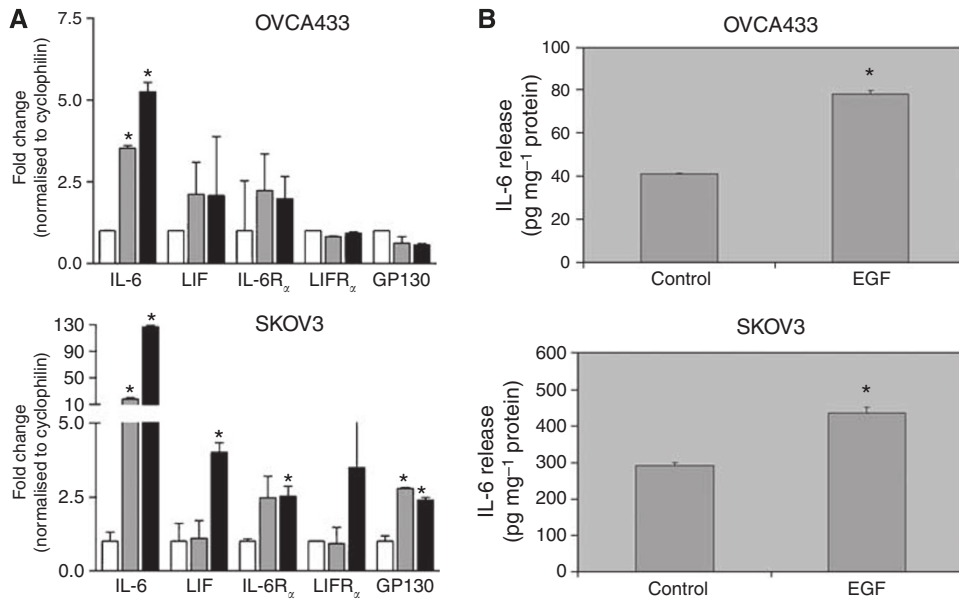 A
OVCA433
Fold change
(normalised to cyclophilin)
7.5
5.0
2.5
0.0
*
*
IL-6 LIF IL-6Rα LIFRα GP130
SKOV3
Fold change
(normalised to cyclophilin)
130
90
50
10
5.0
2.5
0.0
*
*
*
*
*
*
IL-6 LIF IL-6Rα LIFRα GP130
B
OVCA433
IL-6 release
(pg mg⁻¹ protein)
100
80
60
40
20
0
*
Control EGF
SKOV3
IL-6 release
(pg mg⁻¹ protein)
600
500
400
300
200
100
0
*
Control EGF